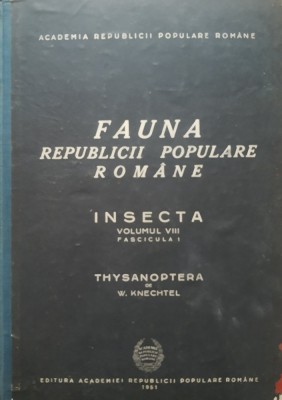 ACADEMIA REPUBLICII POPULARE ROMÂNE
FAUNA
REPUBLICII POPULARE
ROMÂNE
INSECTA
VOLUMUL VIII
FASCICULA 1
THYSANOPTERA
DE
W. KNECHTEL
EDITURA ACADEMIEI REPUBLICII POPULARE ROMÂNE
1951